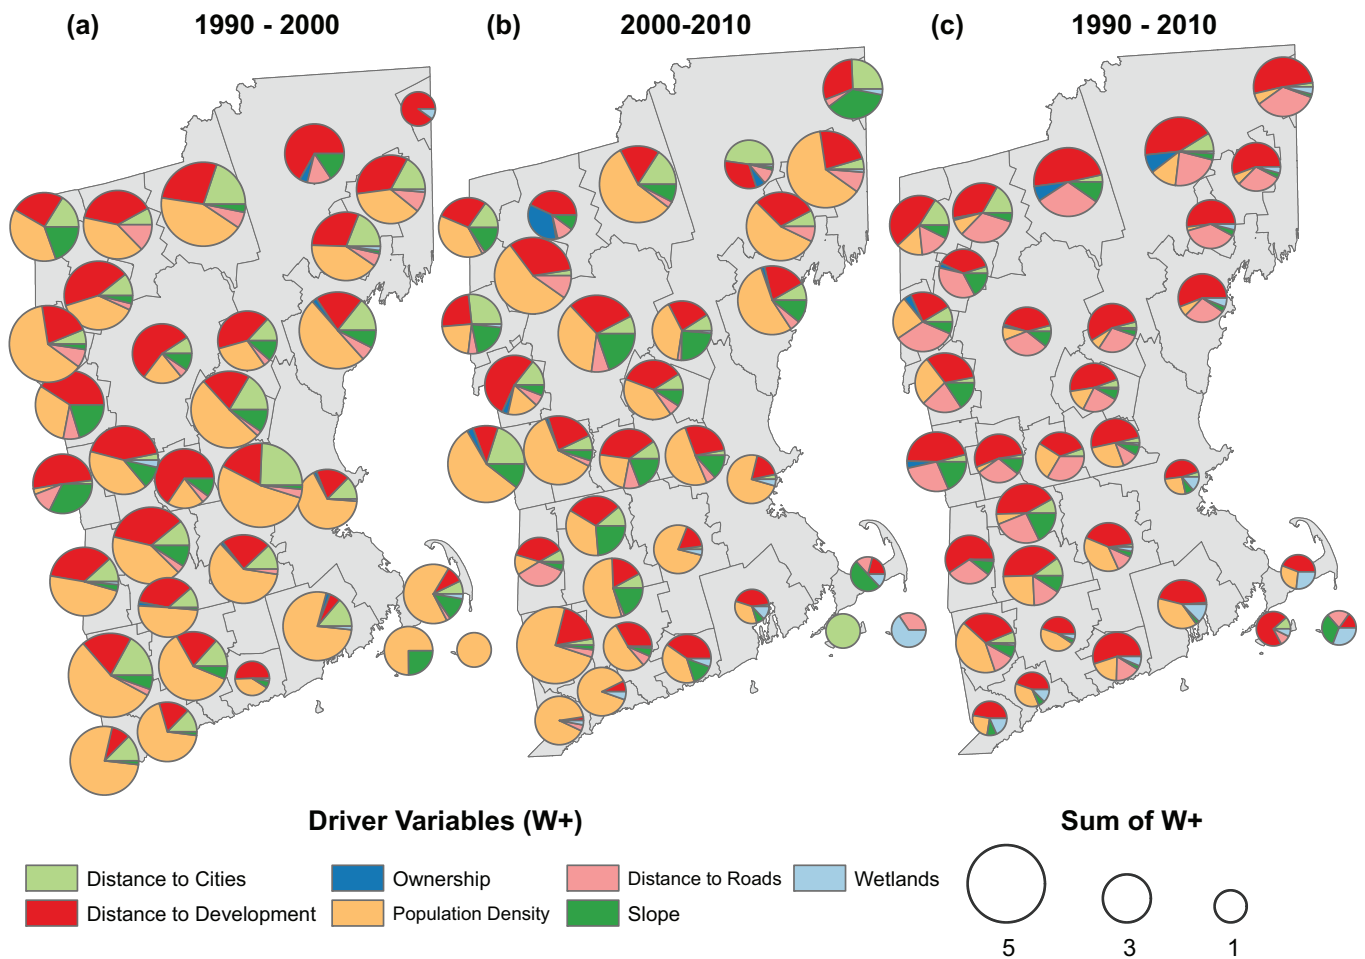 (a) 1990 - 2000 (b) 2000-2010 (c) 1990 - 2010
Driver Variables (W+) Sum of W+
Distance to Cities Ownership Distance to Roads Wetlands
Distance to Development Population Density Slope
5 3 1